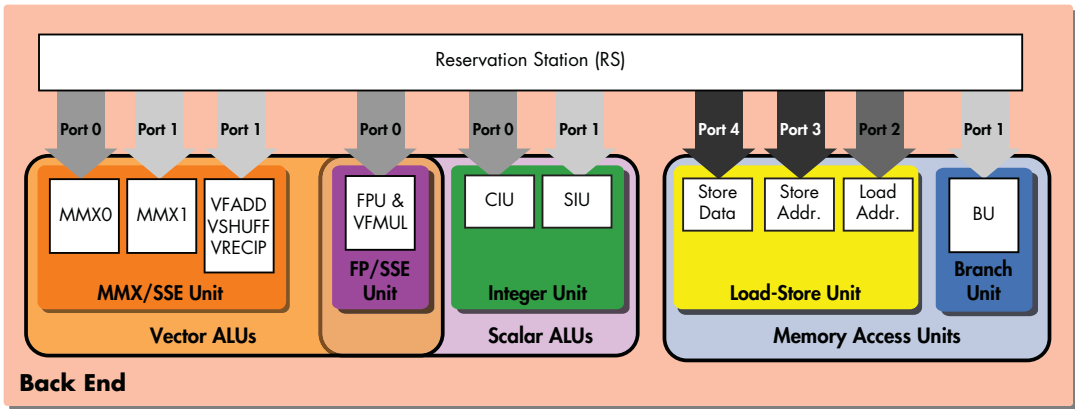 Reservation Station (RS)
Port 0
Port 1
Port 1
Port 0
Port 0
Port 1
Port 4
Port 3
Port 2
Port 1
MMX0
MMX1
VFADD
VSHUFF
VRECIP
FPU &
VFMUL
CIU
SIU
Store
Data
Store
Addr.
Load
Addr.
BU
MMX/SSE Unit
FP/SSE
Unit
Integer Unit
Load-Store Unit
Branch
Unit
Vector ALUs
Scalar ALUs
Memory Access Units
Back End